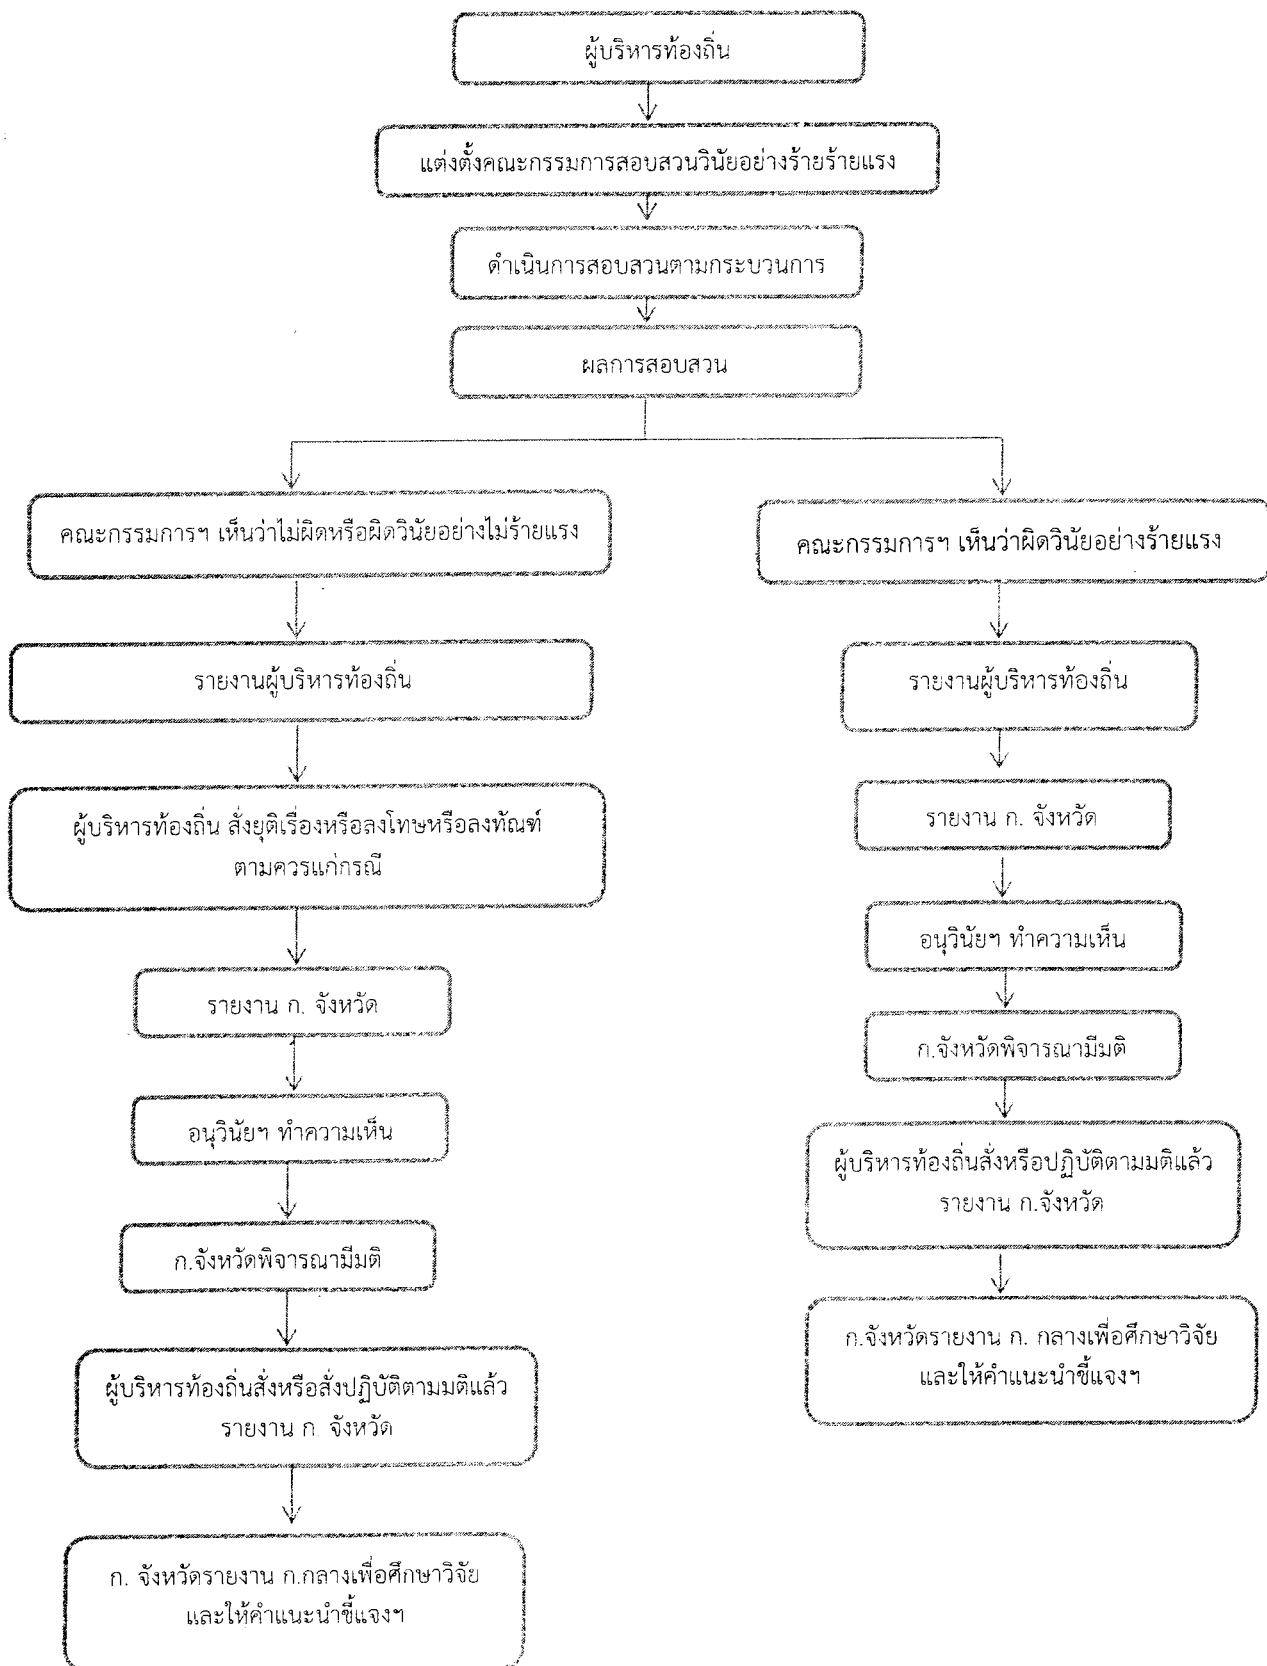 ผู้บริหารท้องถิ่น
แต่งตั้งคณะกรรมการสอบสวนวินัยอย่างร้ายร้ายแรง
ดำเนินการสอบสวนตามกระบวนการ
ผลการสอบสวน
คณะกรรมการฯ เห็นว่าไม่ผิดหรือผิดวินัยอย่างไม่ร้ายแรง
รายงานผู้บริหารท้องถิ่น
ผู้บริหารท้องถิ่น สั่งยุติเรื่องหรือลงโทษหรือลงทัณฑ์
ตามควรแก่กรณี
รายงาน ก. จังหวัด
อนุวินัยฯ ทำความเห็น
ก.จังหวัดพิจารณามีมติ
ผู้บริหารท้องถิ่นสั่งหรือสั่งปฏิบัติตามมติแล้ว
รายงาน ก. จังหวัด
ก. จังหวัดรายงาน ก.กลางเพื่อศึกษาวิจัย
และให้คำแนะนำชี้แจงฯ
คณะกรรมการฯ เห็นว่าผิดวินัยอย่างร้ายแรง
รายงานผู้บริหารท้องถิ่น
รายงาน ก. จังหวัด
อนุวินัยฯ ทำความเห็น
ก.จังหวัดพิจารณามีมติ
ผู้บริหารท้องถิ่นสั่งหรือปฏิบัติตามมติแล้ว
รายงาน ก.จังหวัด
ก.จังหวัดรายงาน ก. กลางเพื่อศึกษาวิจัย
และให้คำแนะนำชี้แจงฯ